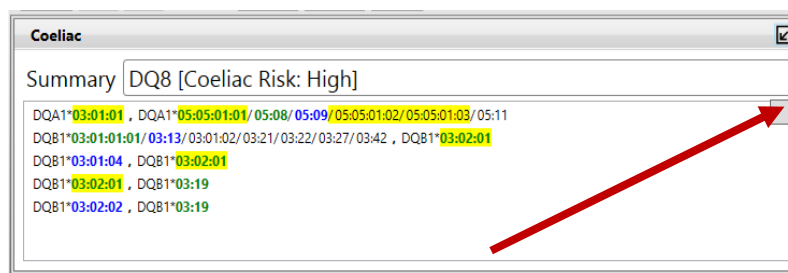 Coeliac
Summary DQ8 [Coeliac Risk: High]
DQA1*03:01:01 , DQA1*05:05:01:01/05:08/05:09/05:05:01:02/05:05:01:03/05:11
DQB1*03:01:01:01/03:13/03:01:02/03:21/03:22/03:27/03:42 , DQB1*03:02:01
DQB1*03:01:04 , DQB1*03:02:01
DQB1*03:02:01 , DQB1*03:19
DQB1*03:02:02 , DQB1*03:19